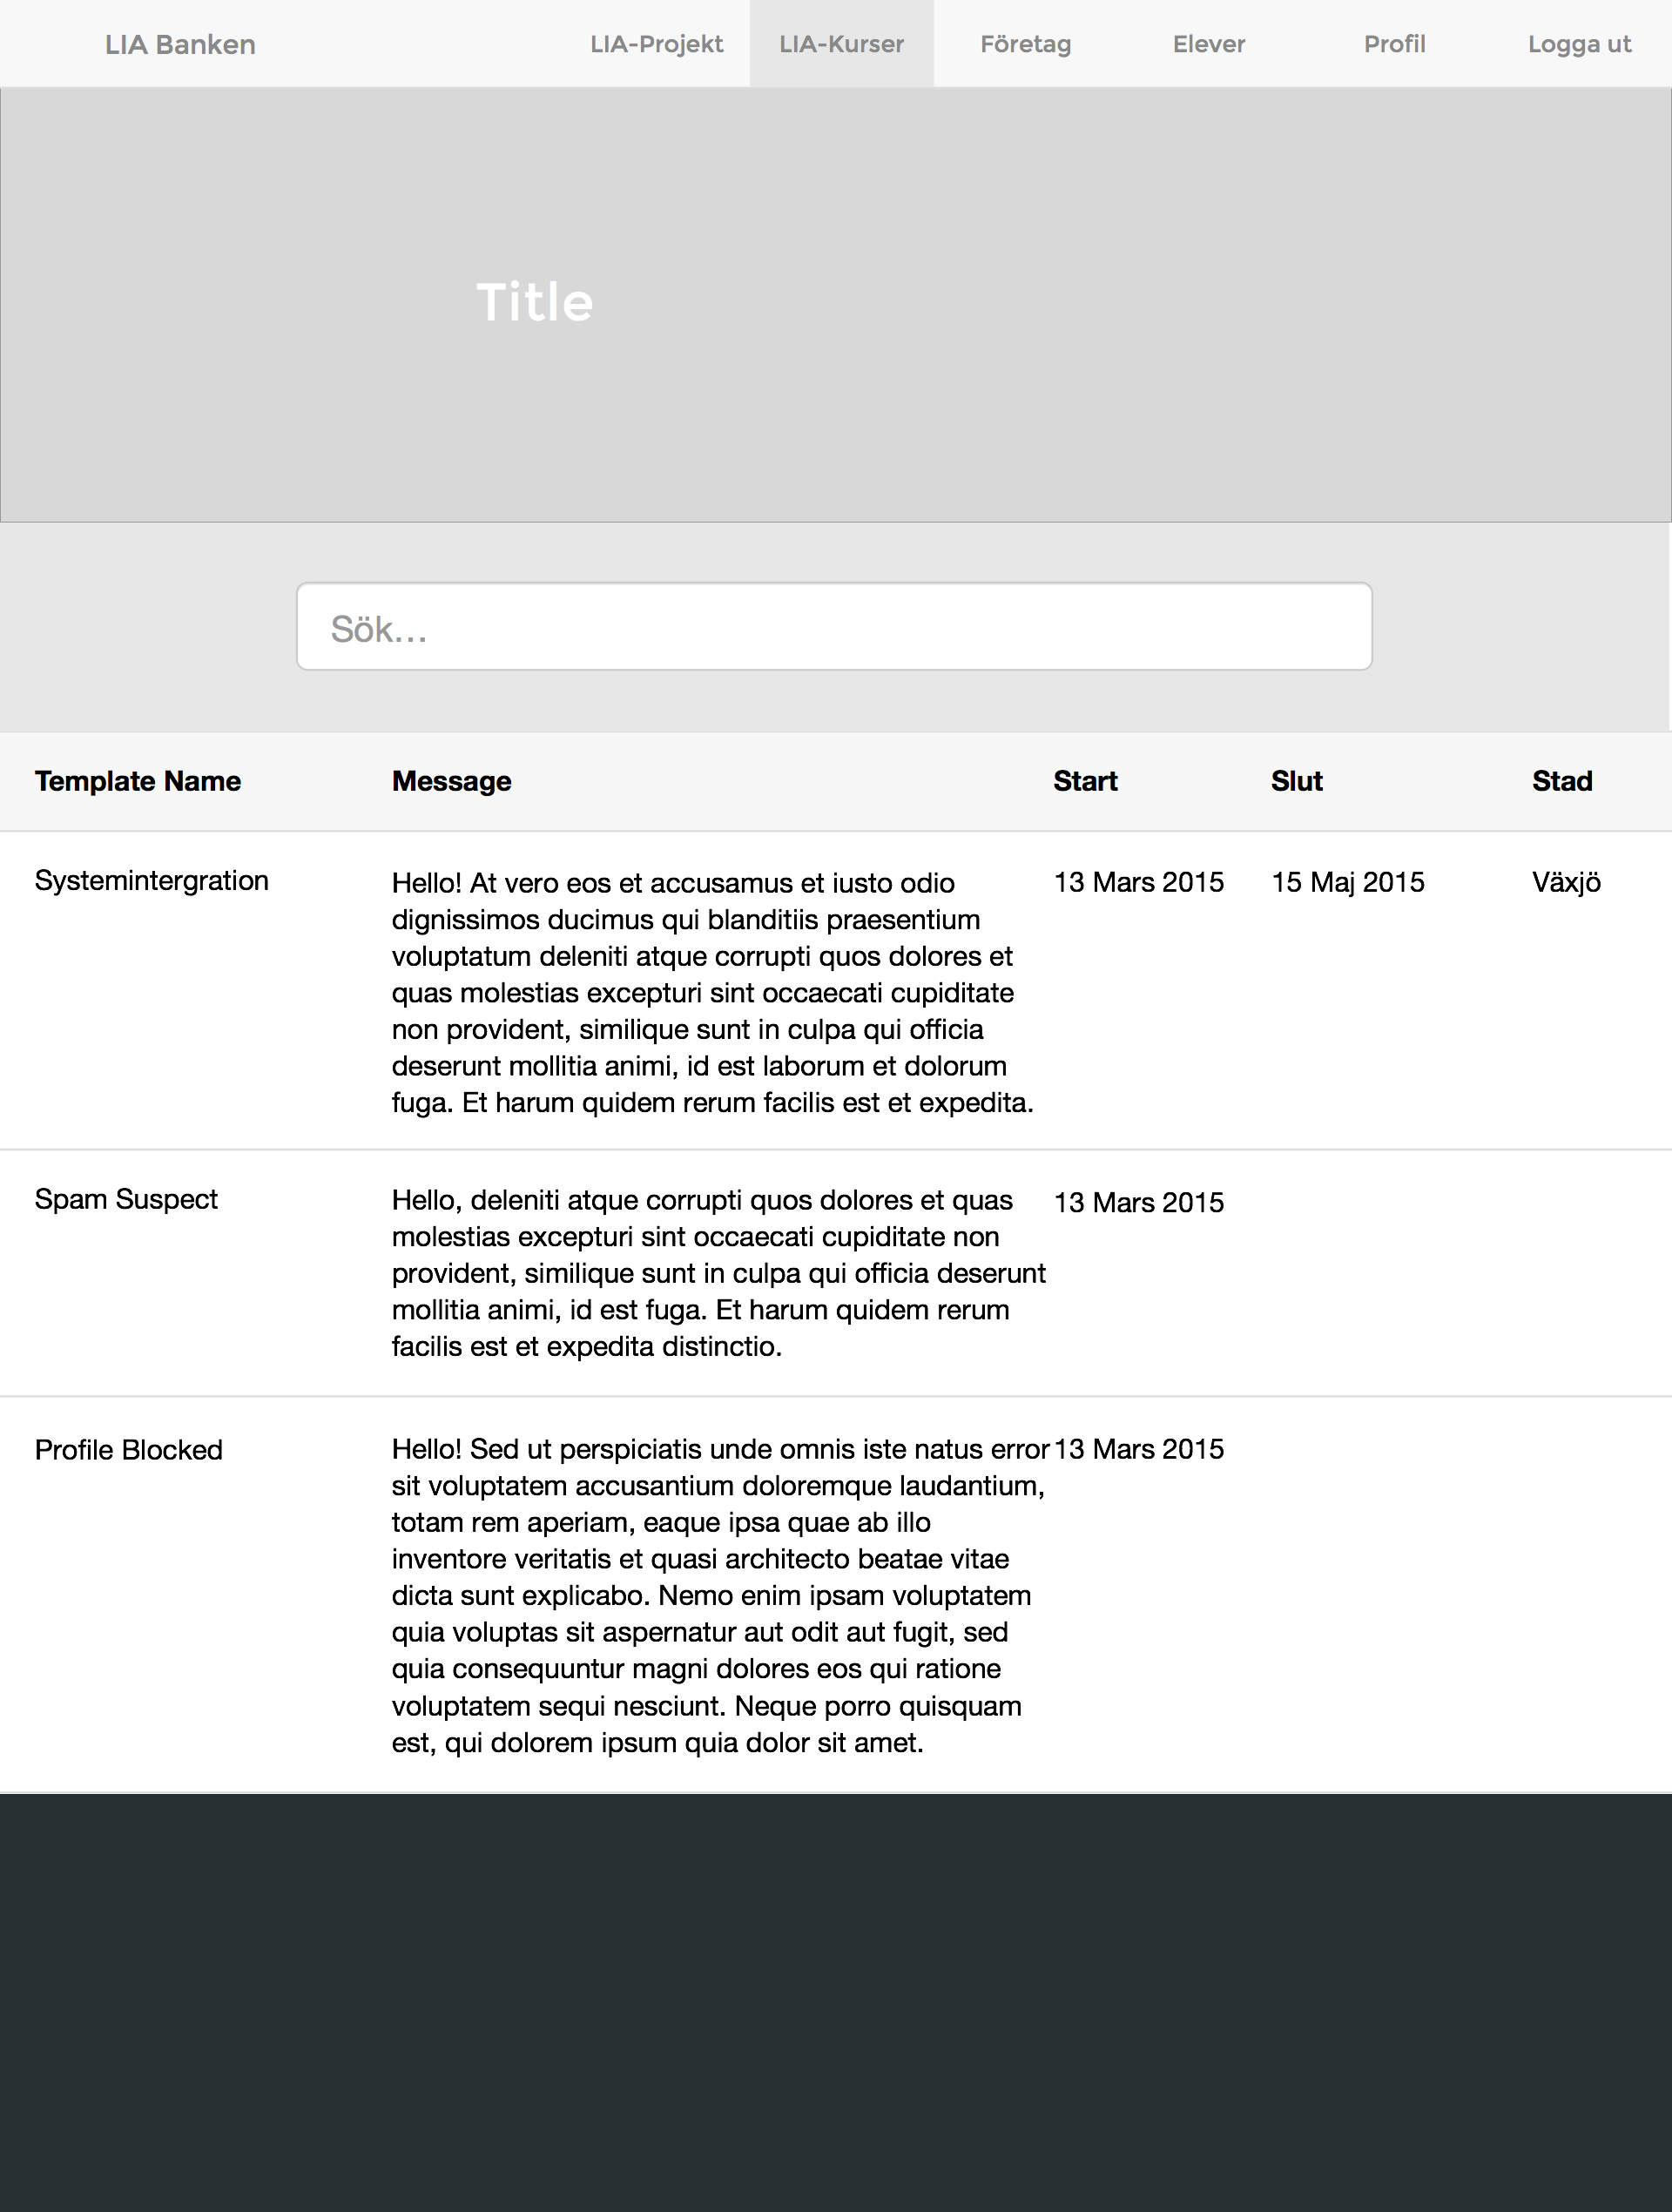 LIA Banken LIA-Projekt LIA-Kurser Företag Elever Profil Logga ut
Title
Sök...
Template Name Message Start Slut Stad
Systemintergration Hello! At vero eos et accusamus et iusto odio 13 Mars 2015 15 Maj 2015 Växjö
dignissimos ducimus qui blanditiis praesentium
voluptatum deleniti atque corrupti quos dolores et
quas molestias excepturi sint occaecati cupiditate
non provident, similique sunt in culpa qui officia
deserunt mollitia animi, id est laborum et dolorum
fuga. Et harum quidem rerum facilis est et expedita.
Spam Suspect Hello, deleniti atque corrupti quos dolores et quas 13 Mars 2015
molestias excepturi sint occaecati cupiditate non
provident, similique sunt in culpa qui officia deserunt
mollitia animi, id est fuga. Et harum quidem rerum
facilis est et expedita distinctio.
Profile Blocked Hello! Sed ut perspiciatis unde omnis iste natus error 13 Mars 2015
sit voluptatem accusantium doloremque laudantium,
totam rem aperiam, eaque ipsa quae ab illo
inventore veritatis et quasi architecto beatae vitae
dicta sunt explicabo. Nemo enim ipsam voluptatem
quia voluptas sit aspernatur aut odit aut fugit, sed
quia consequuntur magni dolores eos qui ratione
voluptatem sequi nesciunt. Neque porro quisquam
est, qui dolorem ipsum quia dolor sit amet.